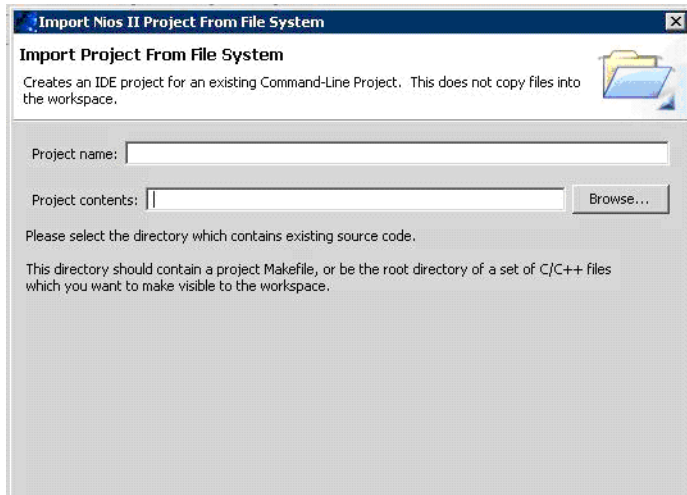 Import Nios II Project From File System
Import Project From File System
Creates an IDE project for an existing Command-Line Project. This does not copy files into
the workspace.
Project name:
Project contents:
Browse...
Please select the directory which contains existing source code.
This directory should contain a project Makefile, or be the root directory of a set of C/C++ files
which you want to make visible to the workspace.